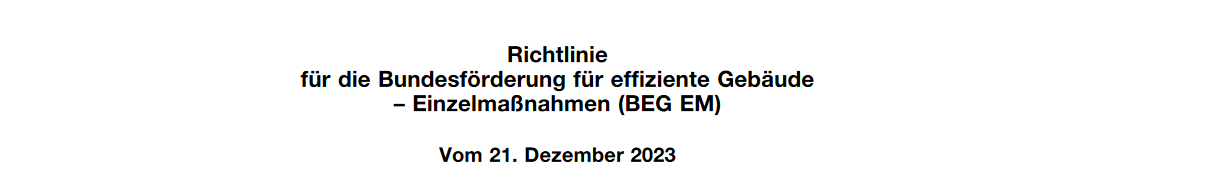 Richtlinie
für die Bundesförderung für effiziente Gebäude
– Einzelmaßnahmen (BEG EM)
Vom 21. Dezember 2023